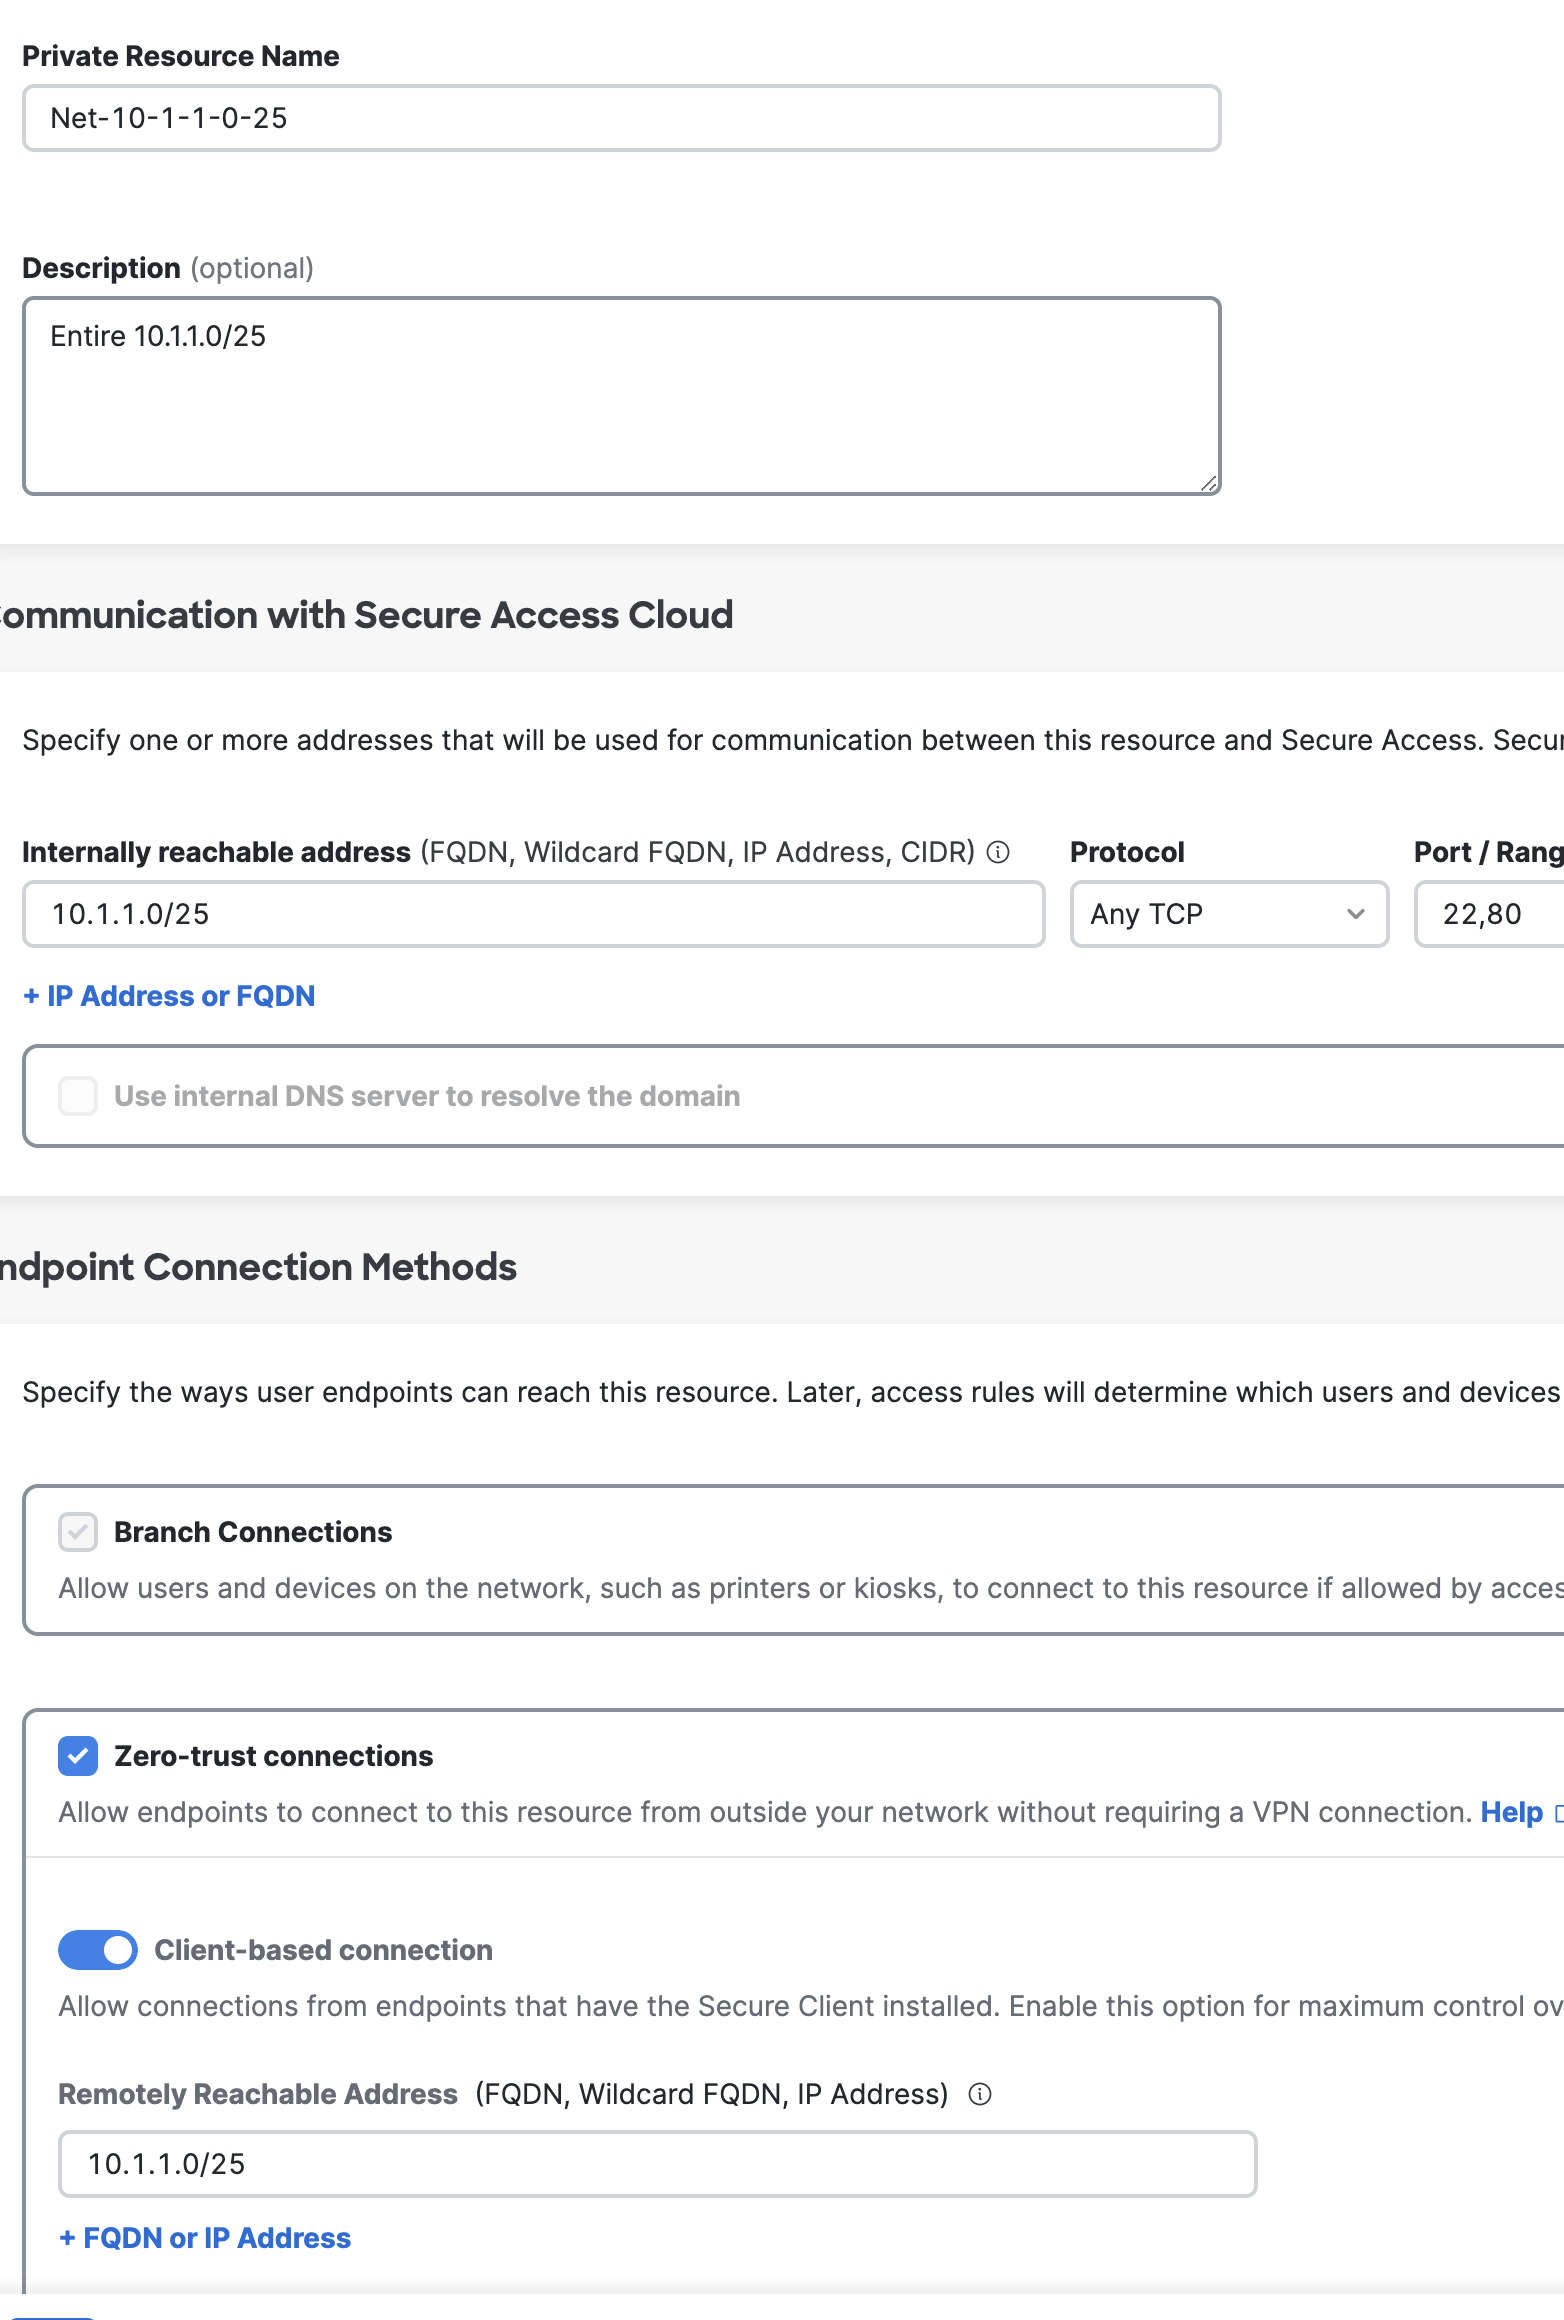 Private Resource Name
Net-10-1-1-0-25
Description (optional)
Entire 10.1.1.0/25
ommunication with Secure Access Cloud
Specify one or more addresses that will be used for communication between this resource and Secure Access. Secur
Internally reachable address (FQDN, Wildcard FQDN, IP Address, CIDR) Protocol Port / Rang
10.1.1.0/25 Any TCP 22,80
+ IP Address or FQDN
Use internal DNS server to resolve the domain
ndpoint Connection Methods
Specify the ways user endpoints can reach this resource. Later, access rules will determine which users and devices
Branch Connections
Allow users and devices on the network, such as printers or kiosks, to connect to this resource if allowed by acces
Zero-trust connections
Allow endpoints to connect to this resource from outside your network without requiring a VPN connection. Help
Client-based connection
Allow connections from endpoints that have the Secure Client installed. Enable this option for maximum control ov
Remotely Reachable Address (FQDN, Wildcard FQDN, IP Address)
10.1.1.0/25
+ FQDN or IP Address